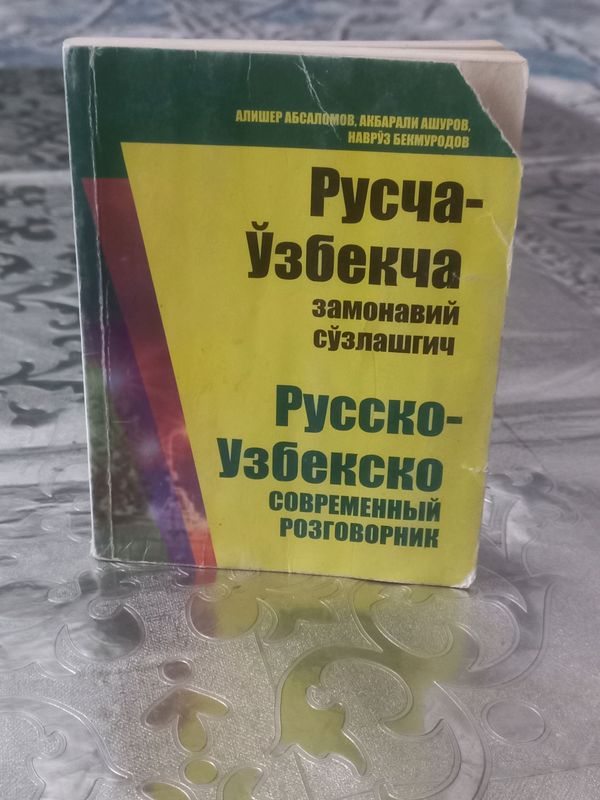 АЛИШЕР АБСАЛОМОВ, АКБАРАЛИ АШУРОВ,
НАВРЎЗ БЕКМУРОДОВ
Русча-
Ўзбекча
замонавий
сўзлашгич
Русско-
Узбекско
СОВРЕМЕННЫЙ
РОЗГОВОРНИК